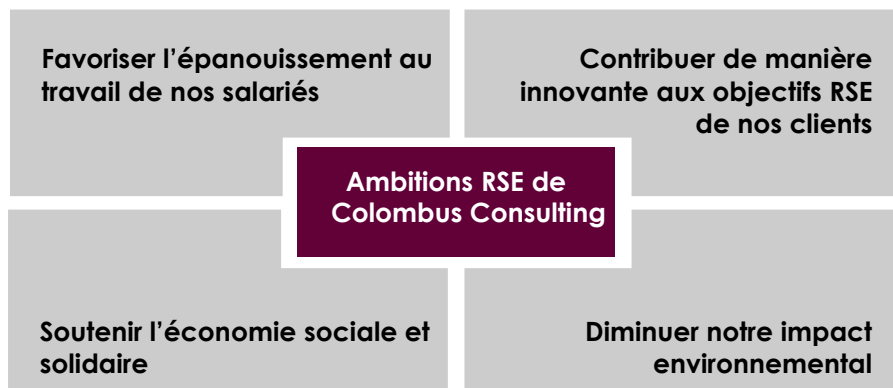 Favoriser l’épanouissement au
travail de nos salariés
Contribuer de manière
innovante aux objectifs RSE
de nos clients
Ambitions RSE de
Colombus Consulting
Soutenir l’économie sociale et
solidaire
Diminuer notre impact
environnemental